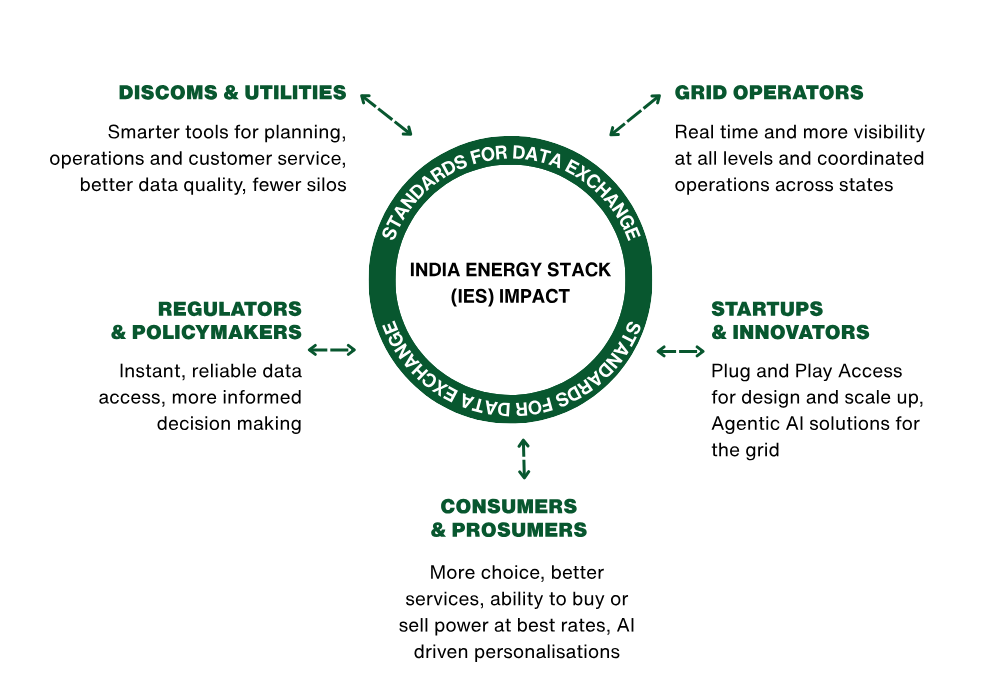 DISCOMS & UTILITIES
Smarter tools for planning,
operations and customer service,
better data quality, fewer silos
GRID OPERATORS
Real time and more visibility
at all levels and coordinated
operations across states
STANDARDS FOR DATA EXCHANGE
INDIA ENERGY STACK
(IES) IMPACT
STANDARDS FOR DATA EXCHANGE
REGULATORS
& POLICYMAKERS
Instant, reliable data
access, more informed
decision making
STARTUPS
& INNOVATORS
Plug and Play Access
for design and scale up,
Agentic AI solutions for
the grid
CONSUMERS
& PROSUMERS
More choice, better
services, ability to buy or
sell power at best rates, AI
driven personalisations